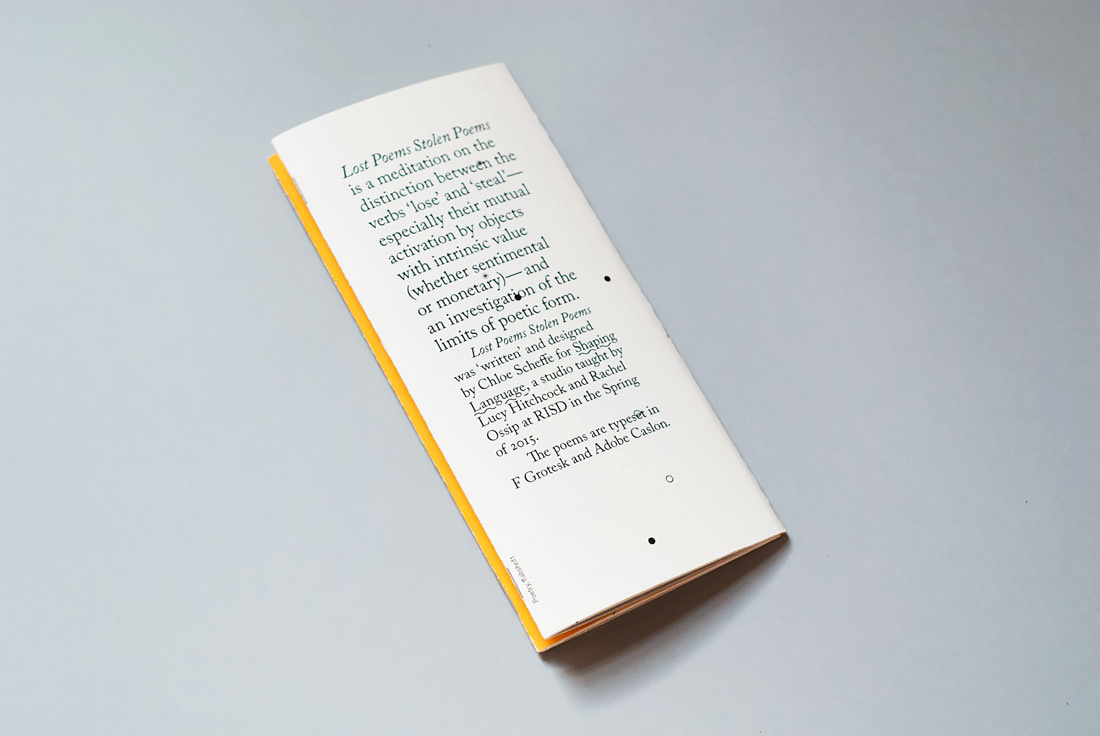 Lost Poems Stolen Poems
is a meditation on the
distinction between the
verbs ‘lose’ and ‘steal’—
especially their mutual
activation by objects
with intrinsic value
(whether sentimental
or monetary)—and
an investigation of the
limits of poetic form.
Lost Poems Stolen Poems
was ‘written’ and designed
by Chloe Scheffe for Shaping
Language, a studio taught by
Lucy Hitchcock and Rachel
Ossip at RISD in the Spring
of 2015.
The poems are typeset in
F Grotesk and Adobe Caslon.
Poetry,